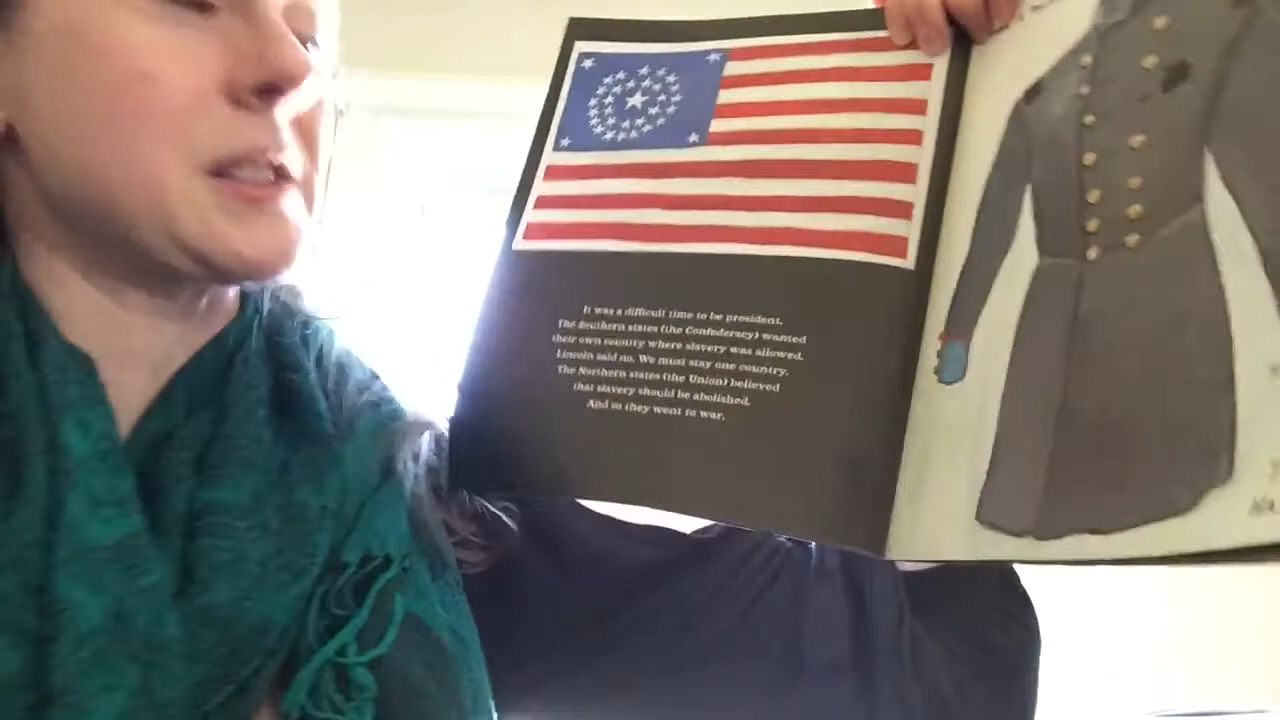 It was a difficult time to be president.
The Southern states (the Confederacy) wanted
their own country where slavery was allowed.
Lincoln said no. We must stay one country.
The Northern states (the Union) believed
that slavery should be abolished.
And so they went to war.